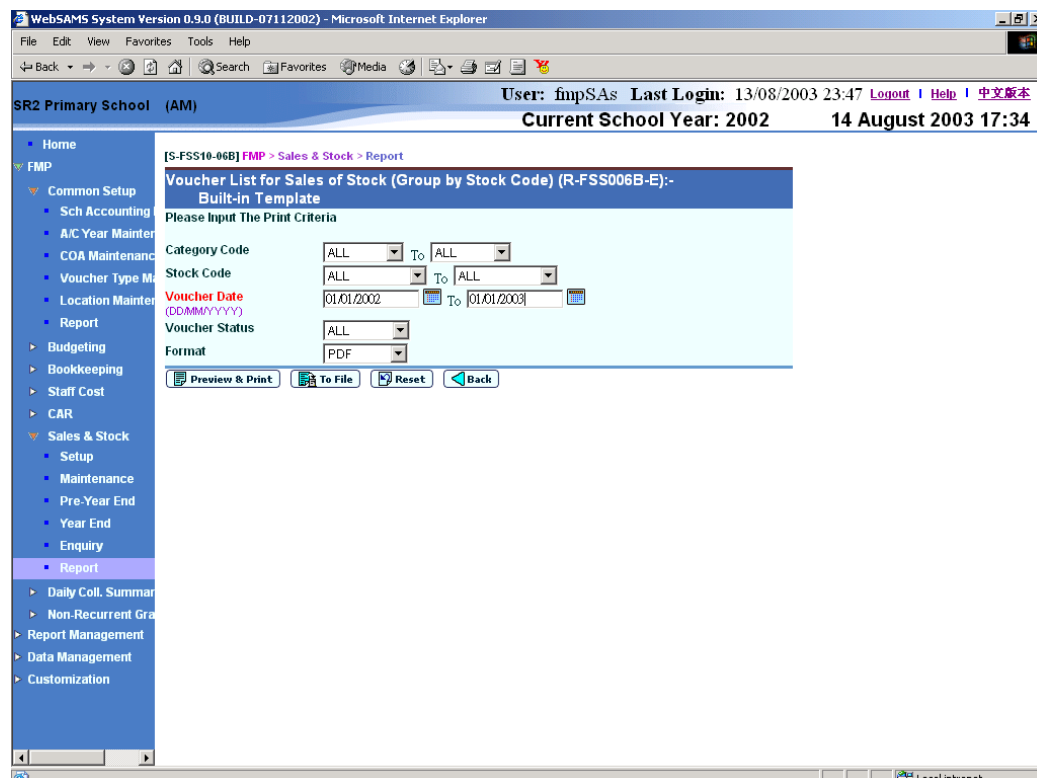 WebSAMS System Version 0.9.0 (BUILD-07112002) - Microsoft Internet Explorer
File Edit View Favorites Tools Help
Back Search Favorites Media
SR2 Primary School (AM)
User: fmpSAs Last Login: 13/08/2003 23:47 Logout | Help | 中文版本
Current School Year: 2002 14 August 2003 17:34
Home
FMP
Common Setup
Sch Accounting
A/C Year Mainter
COA Maintenanc
Voucher Type Ma
Location Mainter
Report
Budgeting
Bookkeeping
Staff Cost
CAR
Sales & Stock
Setup
Maintenance
Pre-Year End
Year End
Enquiry
Report
Daily Coll. Summar
Non-Recurrent Gra
Report Management
Data Management
Customization
[S-FSS10-06B] FMP > Sales & Stock > Report
Voucher List for Sales of Stock (Group by Stock Code) (R-FSS006B-E):-
Built-in Template
Please Input The Print Criteria
Category Code ALL To ALL
Stock Code ALL To ALL
Voucher Date 01/01/2002 To 01/01/2003
(DD/MM/YYYY)
Voucher Status ALL
Format PDF
Preview & Print To File Reset Back
Local intranet